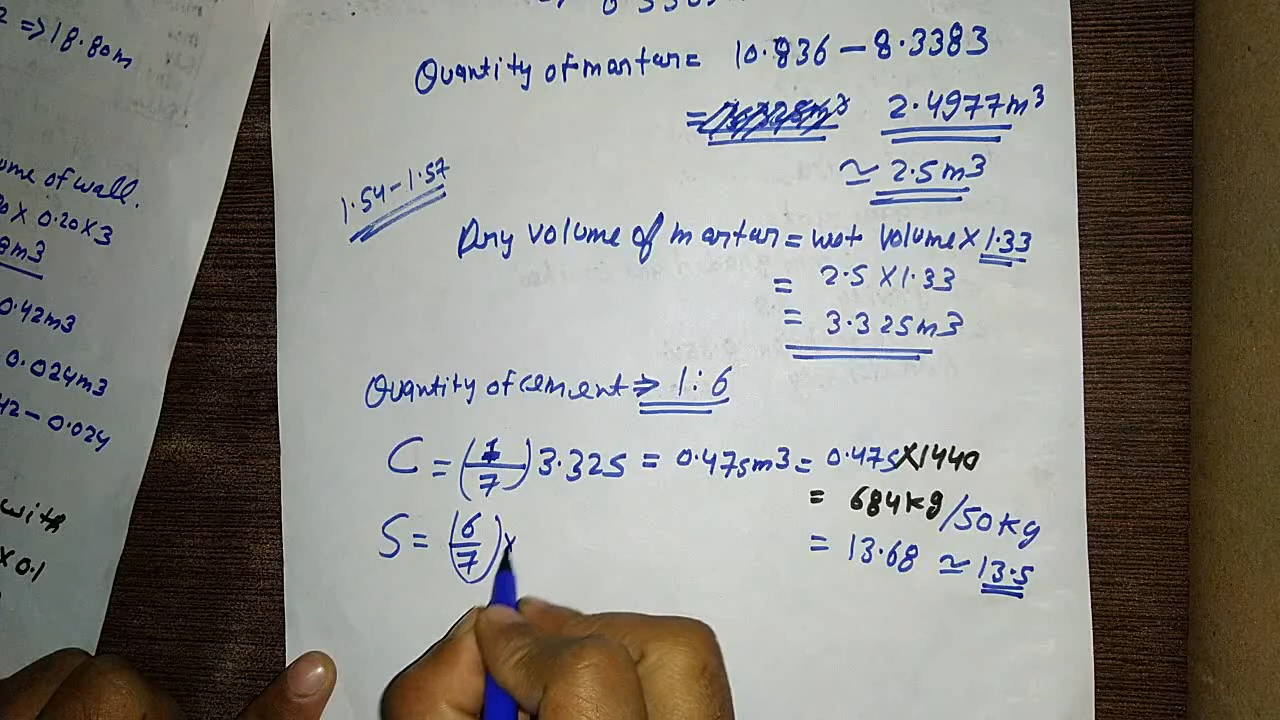 => 18.80m
ume of wall.
20 X 0.20 X 3
8m3
0.42m3
0.024m3
42 - 0.024
with
X 0.1
Quantity of mortar = 10.836 - 8.3383
= 2.4977m3
≃ 2.5m3
1.54 - 1.57
Dry volume of mortar = wet volume X 1.33
= 2.5 X 1.33
= 3.325m3
Quantity of cement => 1:6
C = (1/7) 3.325 = 0.475m3 = 0.475 X 1440
= 684kg/50kg
S = (6/7) x
= 13.68 ≃ 13.5